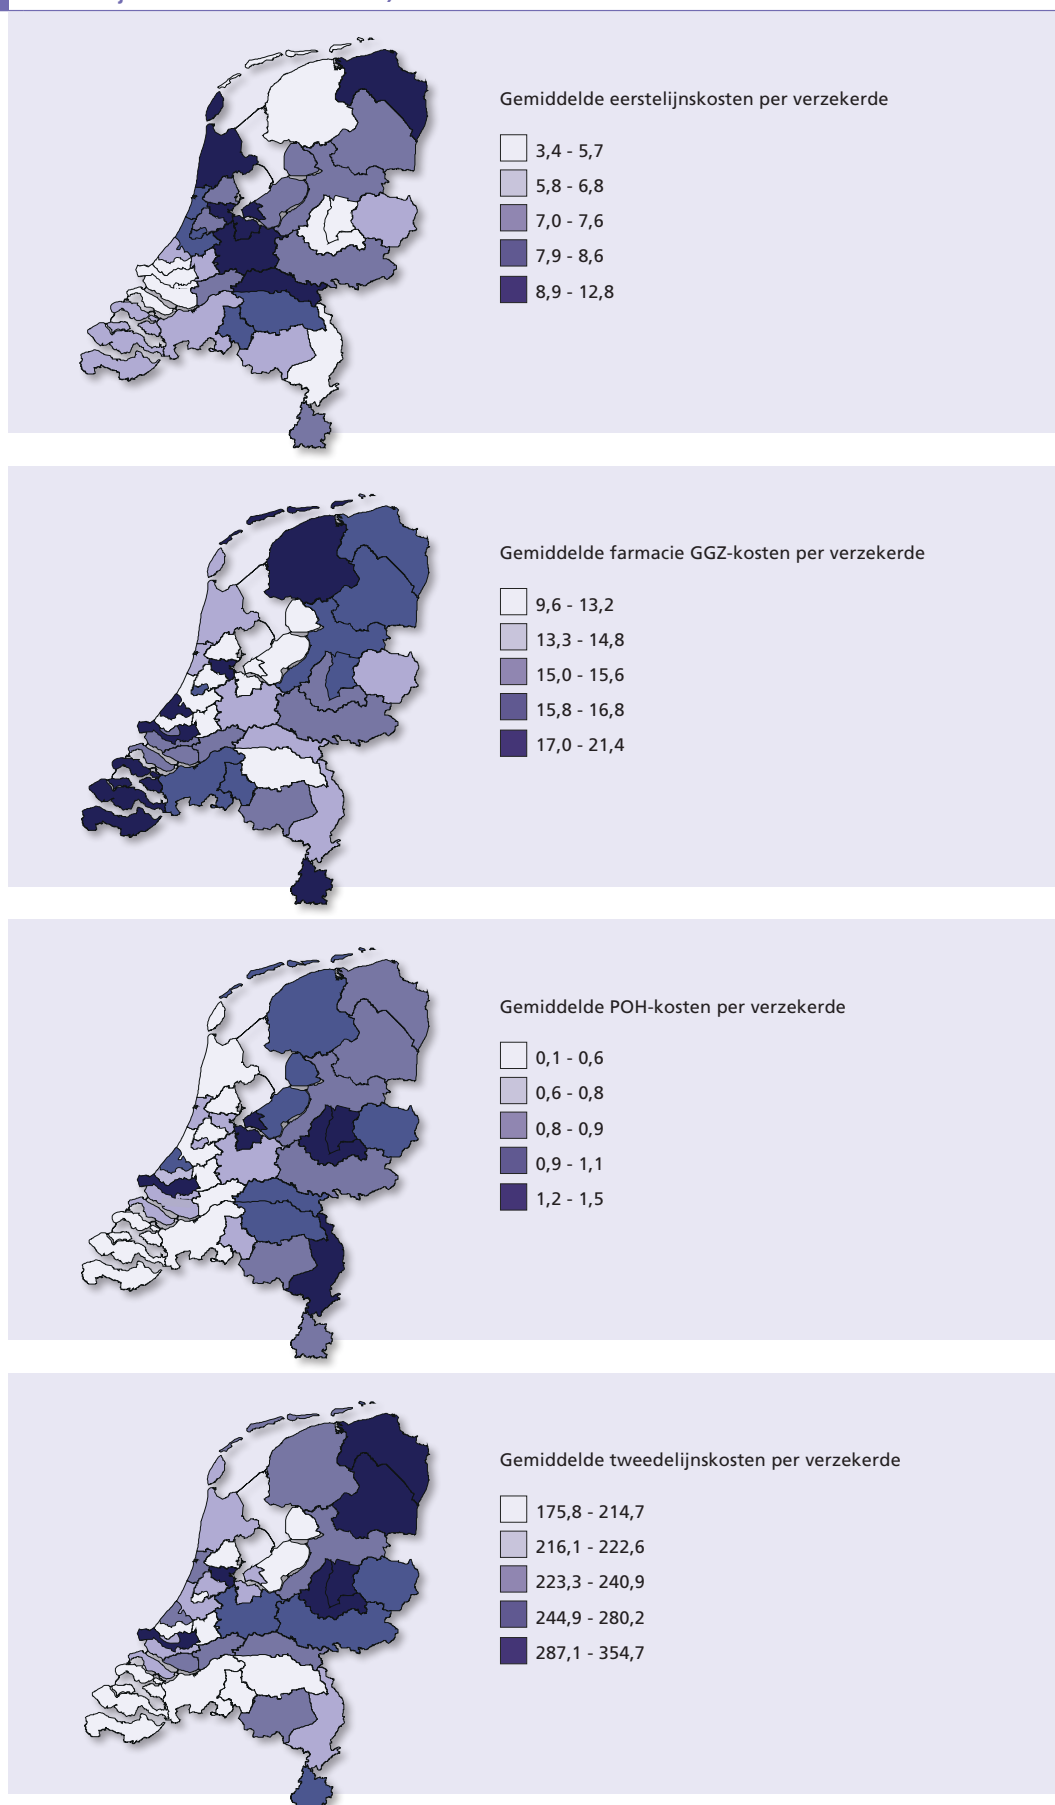 Gemiddelde eerstelijnskosten per verzekerde
3,4 - 5,7
5,8 - 6,8
7,0 - 7,6
7,9 - 8,6
8,9 - 12,8
Gemiddelde farmacie GGZ-kosten per verzekerde
9,6 - 13,2
13,3 - 14,8
15,0 - 15,6
15,8 - 16,8
17,0 - 21,4
Gemiddelde POH-kosten per verzekerde
0,1 - 0,6
0,6 - 0,8
0,8 - 0,9
0,9 - 1,1
1,2 - 1,5
Gemiddelde tweedelijnskosten per verzekerde
175,8 - 214,7
216,1 - 222,6
223,3 - 240,9
244,9 - 280,2
287,1 - 354,7